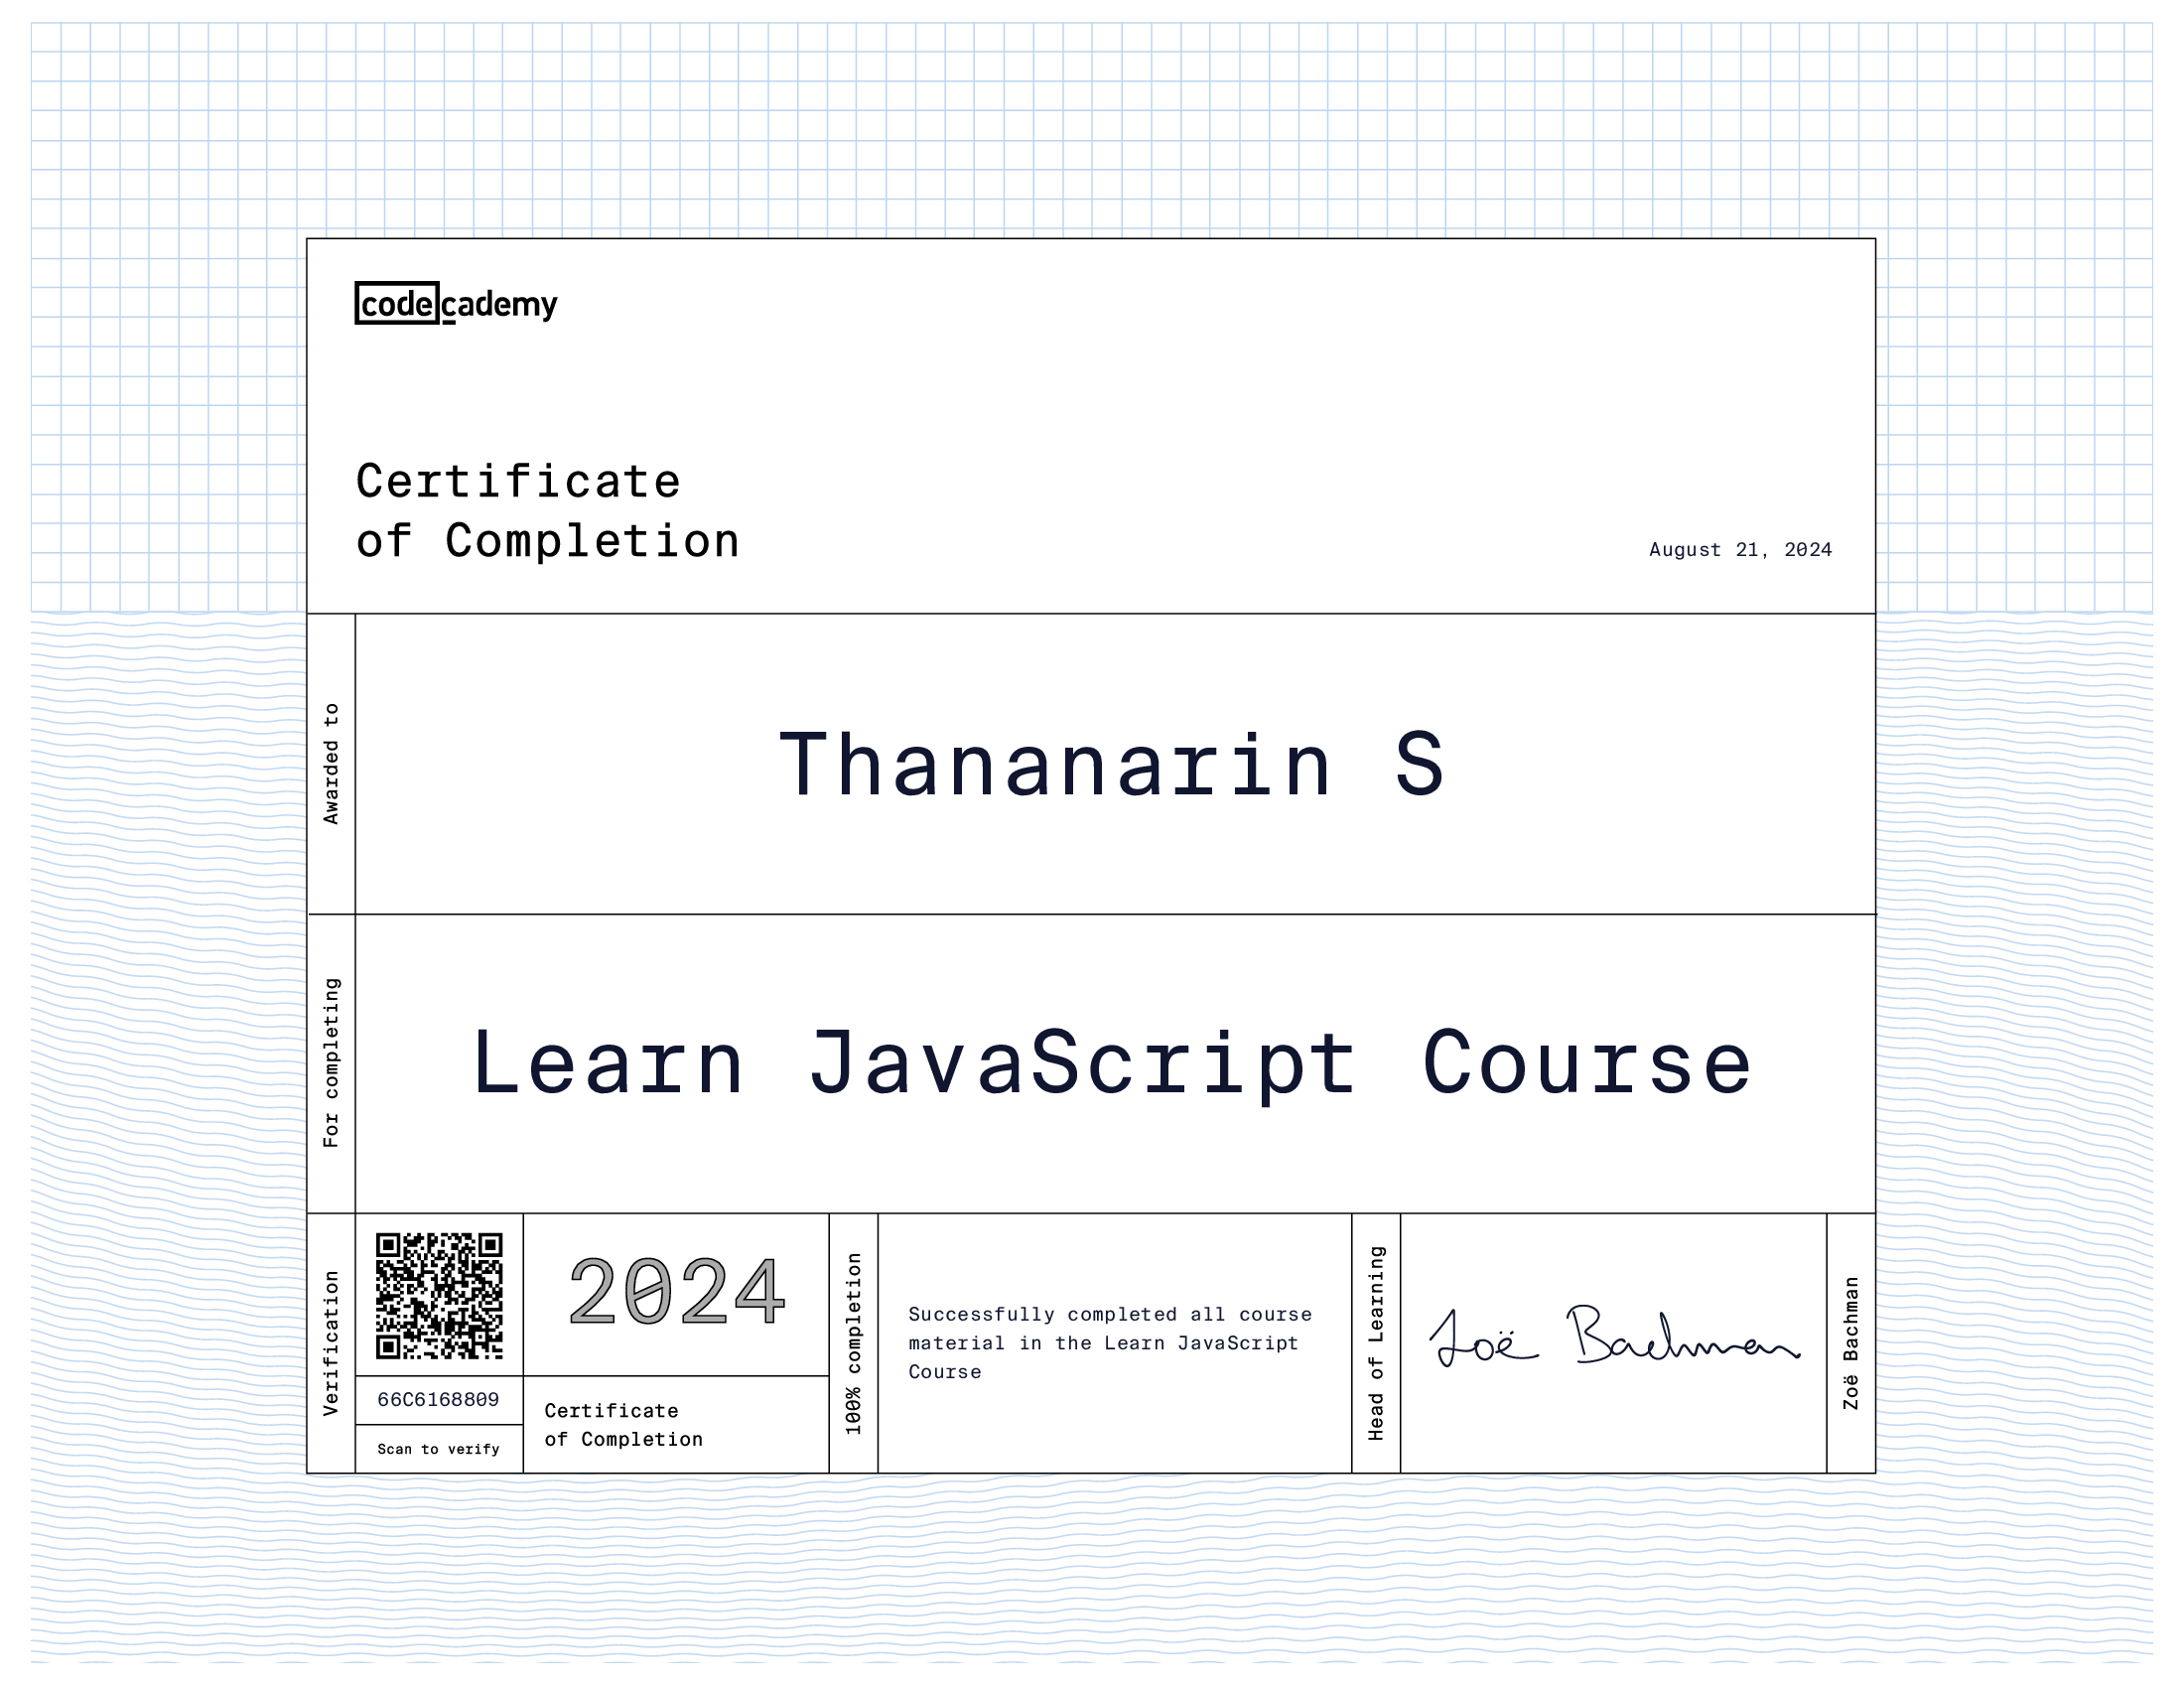 codecademy
Certificate
of Completion
August 21, 2024
Awarded to
Thananarin S
For completing
Learn JavaScript Course
Verification
66C6168809
Scan to verify
2024
Certificate
of Completion
100% completion
Successfully completed all course
material in the Learn JavaScript
Course
Head of Learning
Zoë Bachman
Zoë Bachman